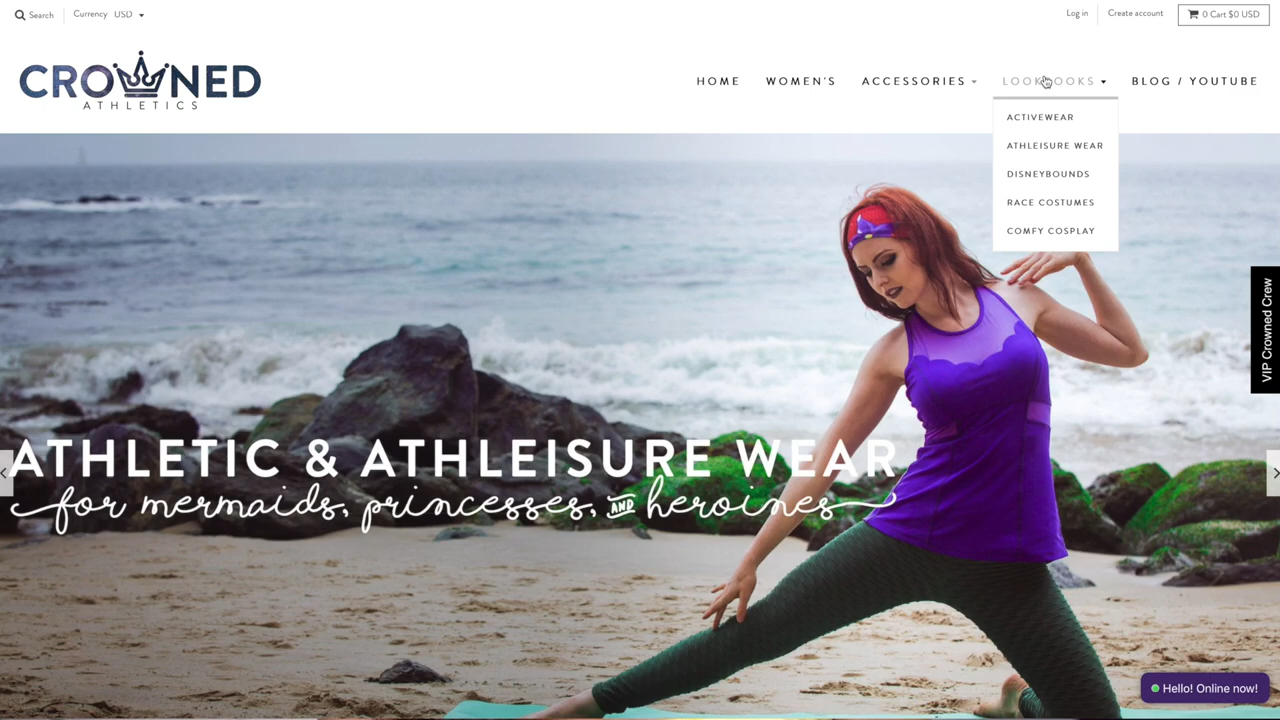 Search
Currency USD
Log in
Create account
0 Cart $0 USD
CROWNED
ATHLETICS
HOME
WOMEN'S
ACCESSORIES
LOOKBOOKS
BLOG / YOUTUBE
ACTIVEWEAR
ATHLEISURE WEAR
DISNEYBOUNDS
RACE COSTUMES
COMFY COSPLAY
VIP Crowned Crew
ATHLETIC & ATHLEISURE WEAR
for mermaids, princesses, AND heroines
Hello! Online now!